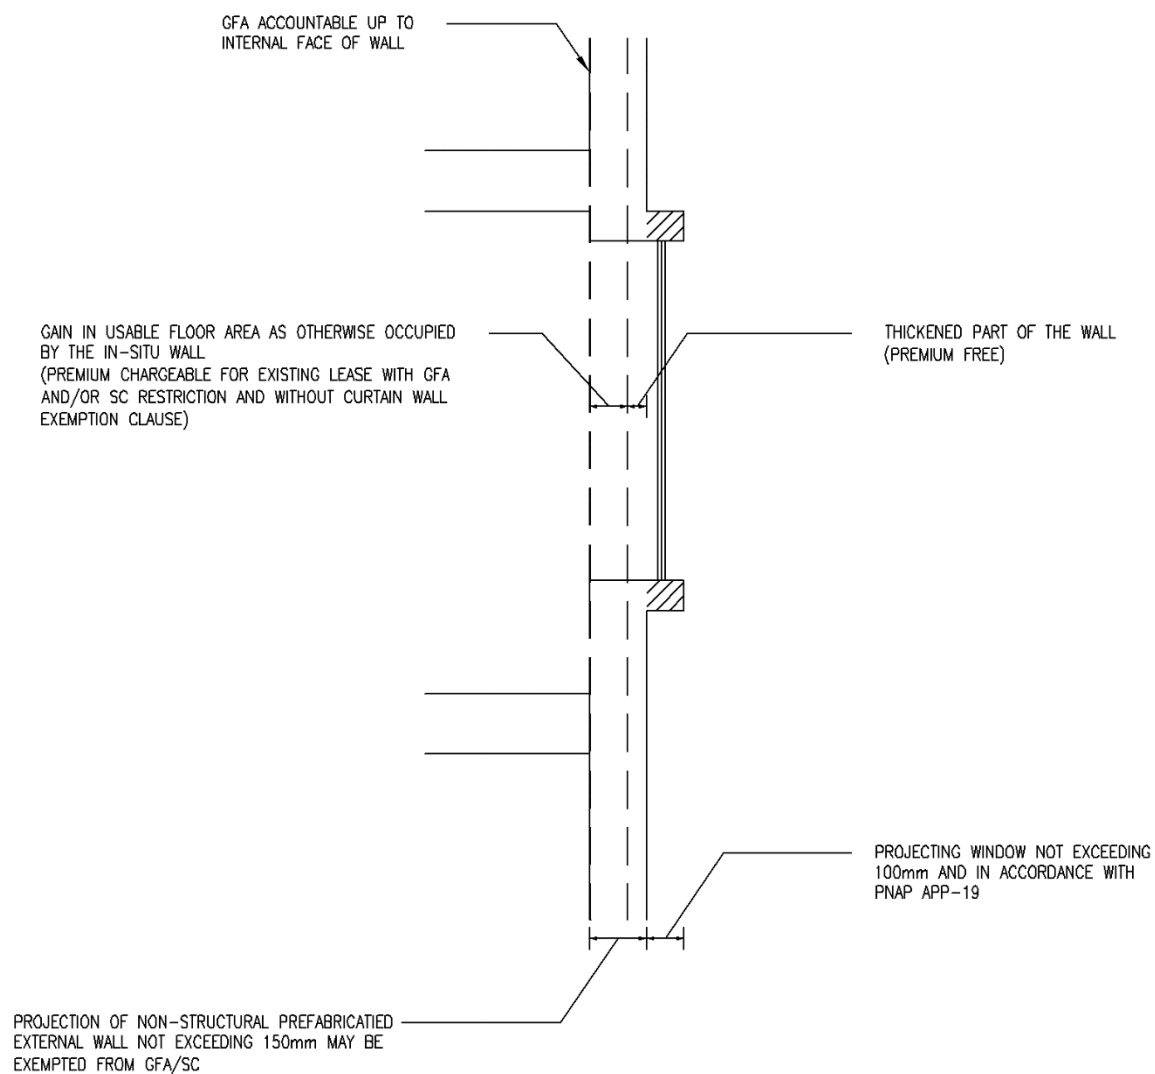 GFA ACCOUNTABLE UP TO
INTERNAL FACE OF WALL
GAIN IN USABLE FLOOR AREA AS OTHERWISE OCCUPIED
BY THE IN-SITU WALL
(PREMIUM CHARGEABLE FOR EXISTING LEASE WITH GFA
AND/OR SC RESTRICTION AND WITHOUT CURTAIN WALL
EXEMPTION CLAUSE)
THICKENED PART OF THE WALL
(PREMIUM FREE)
PROJECTING WINDOW NOT EXCEEDING
100mm AND IN ACCORDANCE WITH
PNAP APP-19
PROJECTION OF NON-STRUCTURAL PREFABRICATIED
EXTERNAL WALL NOT EXCEEDING 150mm MAY BE
EXEMPTED FROM GFA/SC